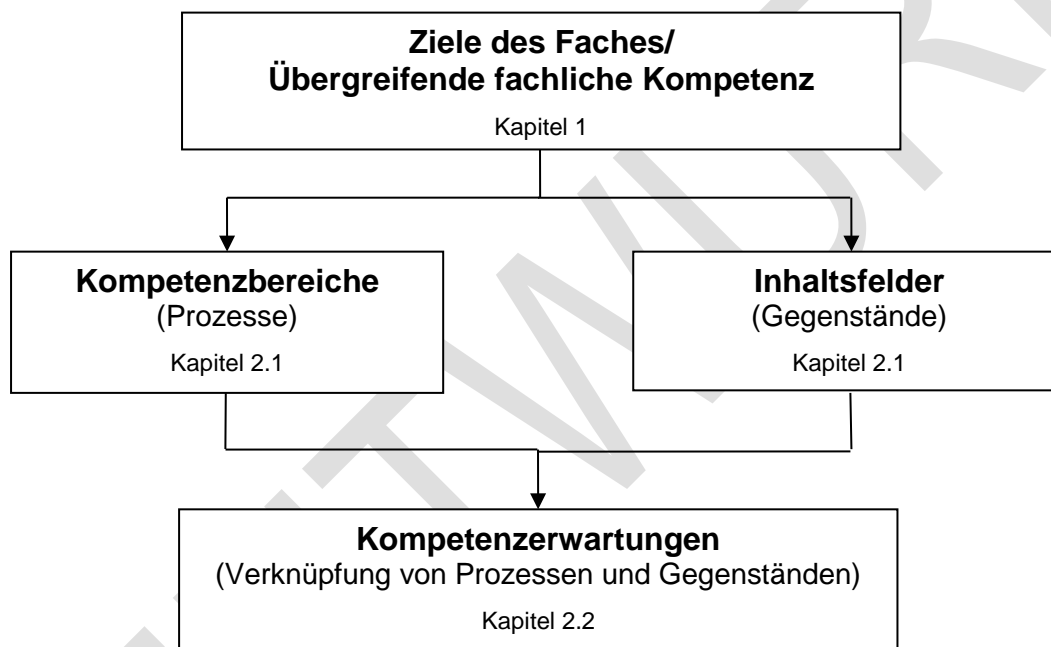 Ziele des Faches/
Übergreifende fachliche Kompetenz
Kapitel 1
Kompetenzbereiche
(Prozesse)
Kapitel 2.1
Inhaltsfelder
(Gegenstände)
Kapitel 2.1
Kompetenzerwartungen
(Verknüpfung von Prozessen und Gegenständen)
Kapitel 2.2